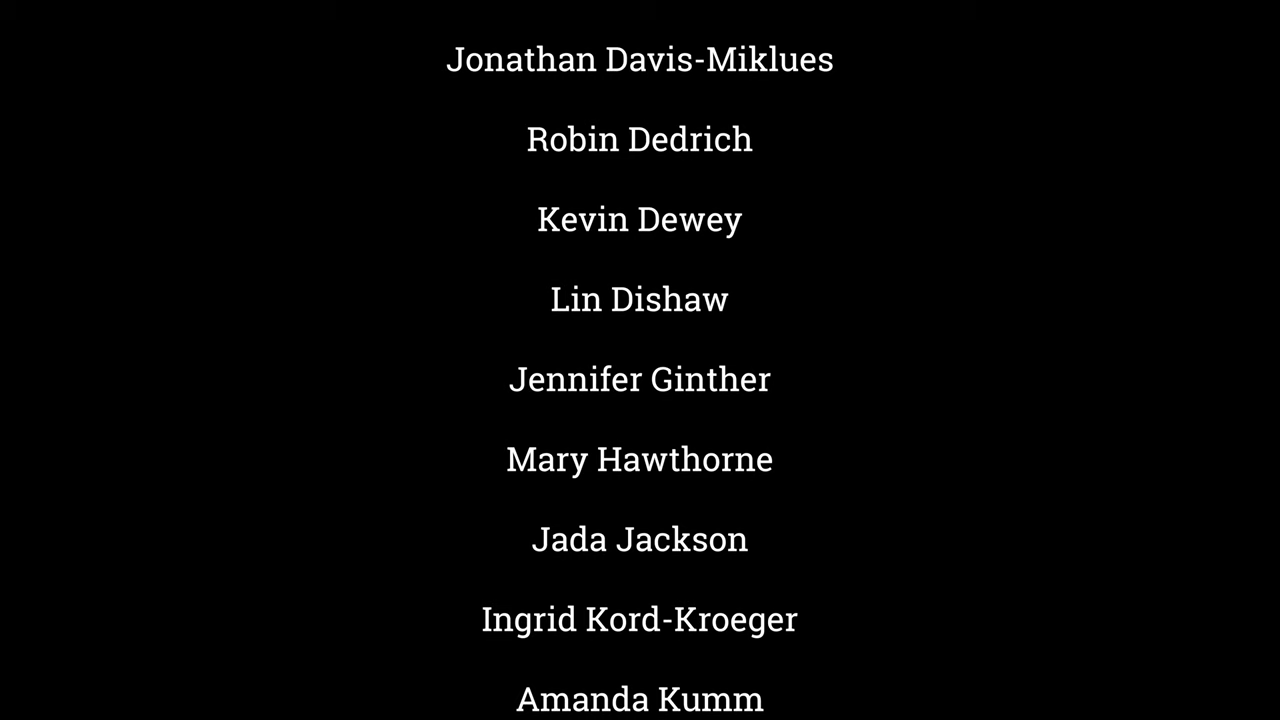 Jonathan Davis-Miklues
Robin Dedrich
Kevin Dewey
Lin Dishaw
Jennifer Ginther
Mary Hawthorne
Jada Jackson
Ingrid Kord-Kroeger
Amanda Kumm